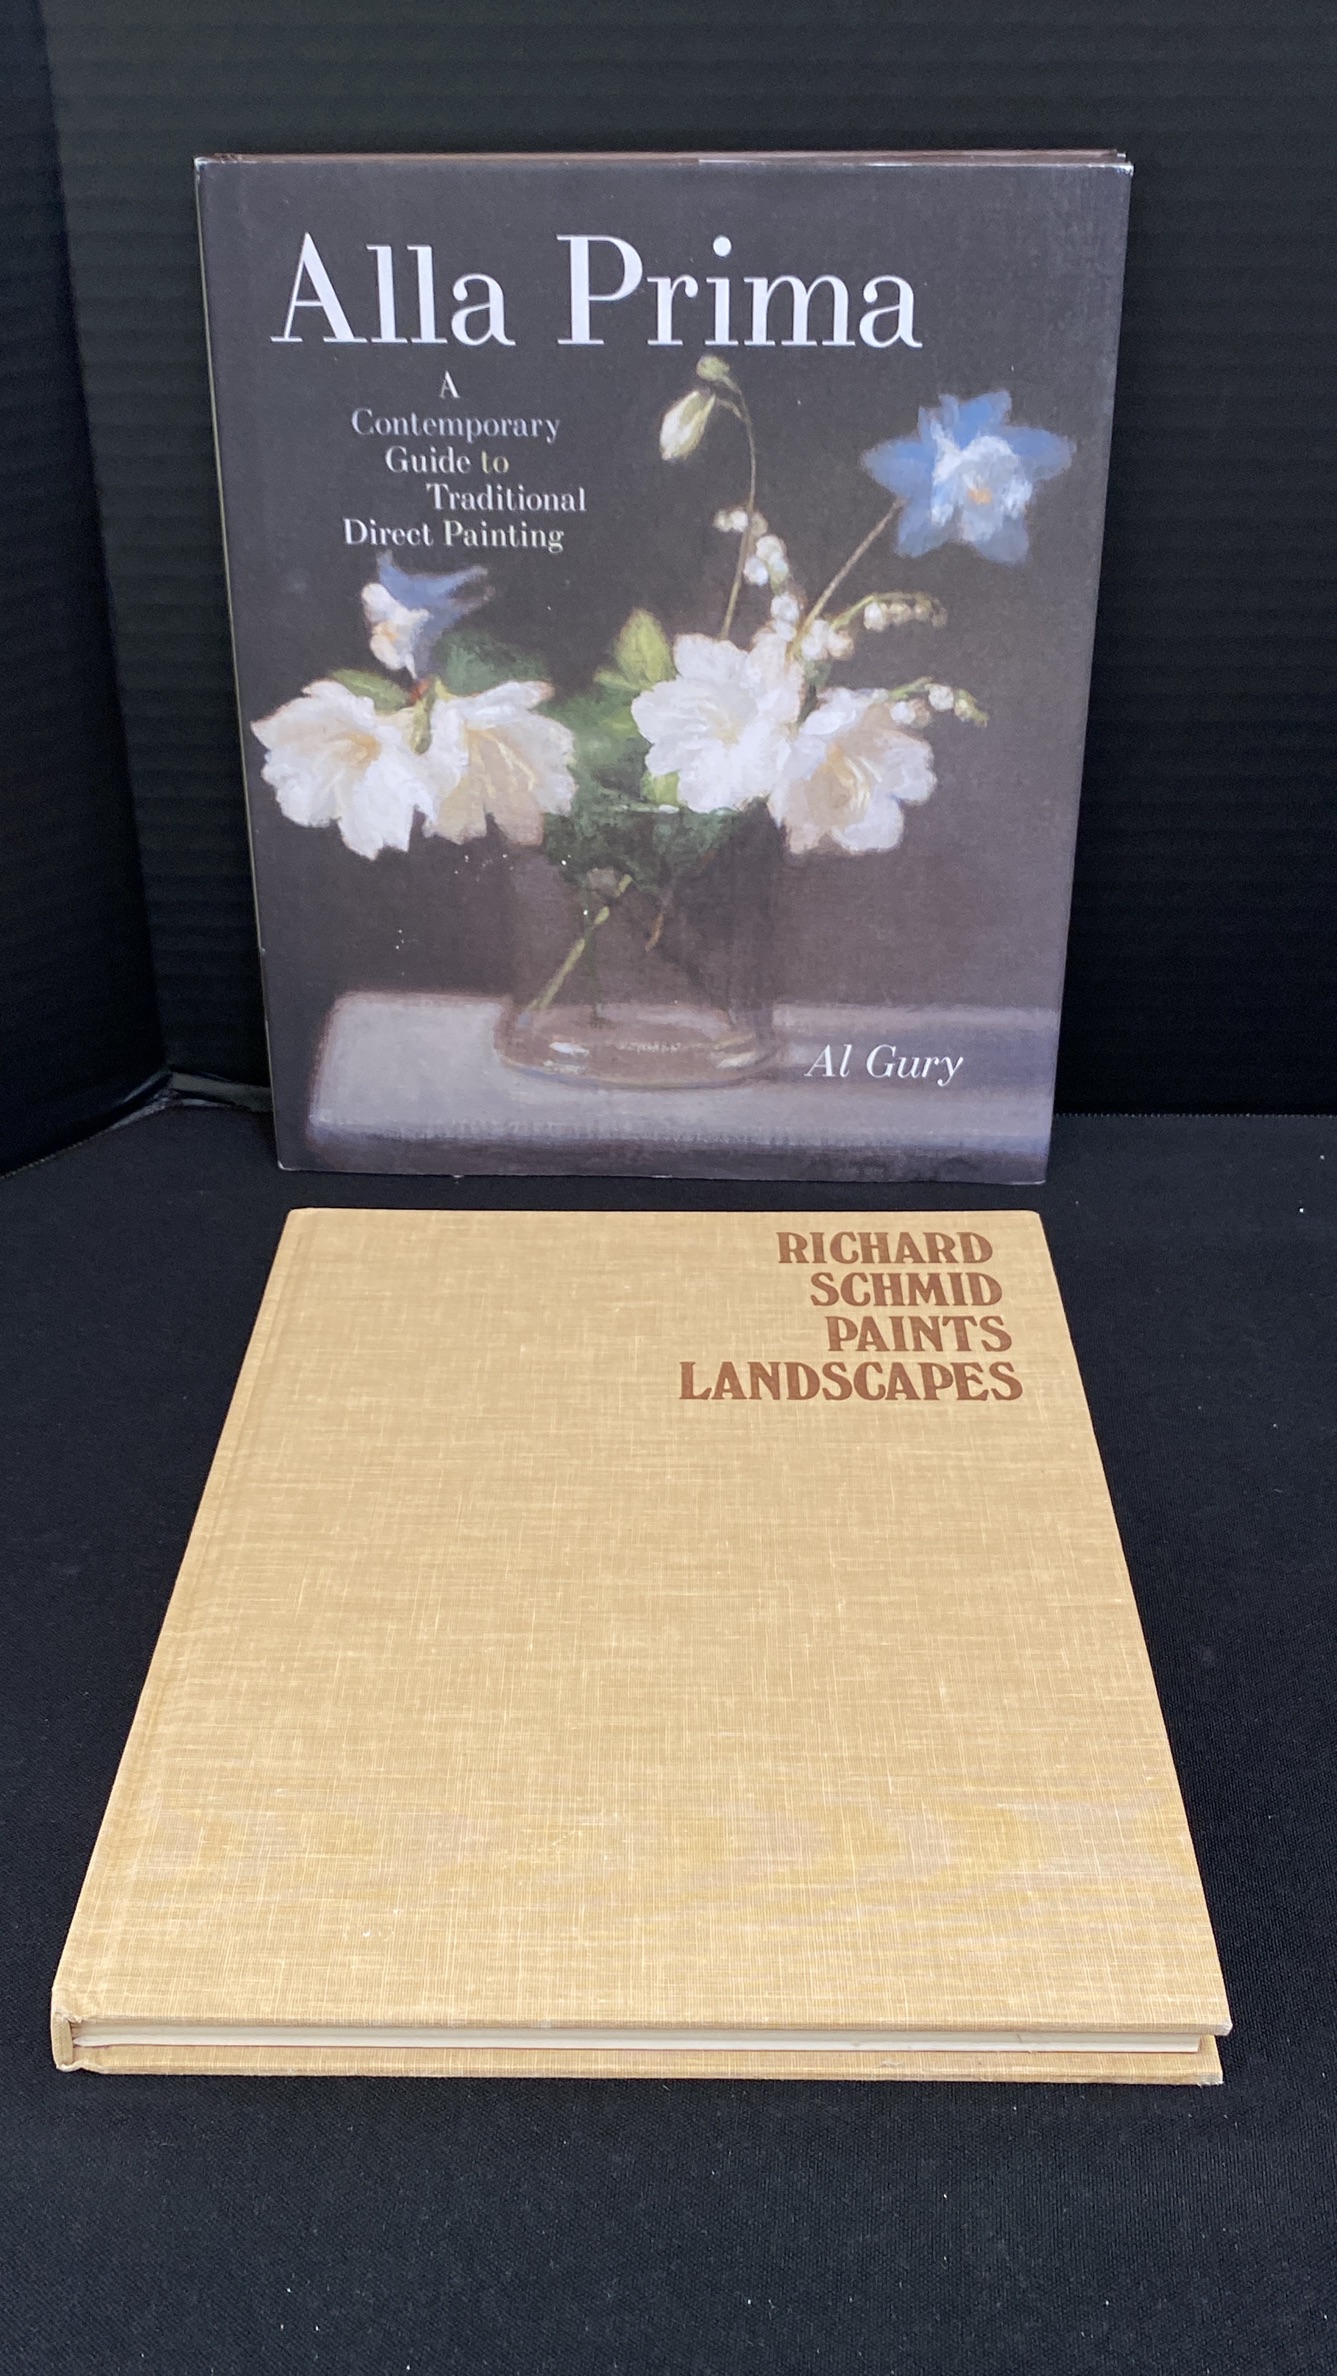 Alla Prima
A
Contemporary
Guide to
Traditional
Direct Painting
Al Gury
RICHARD
SCHMID
PAINTS
LANDSCAPES